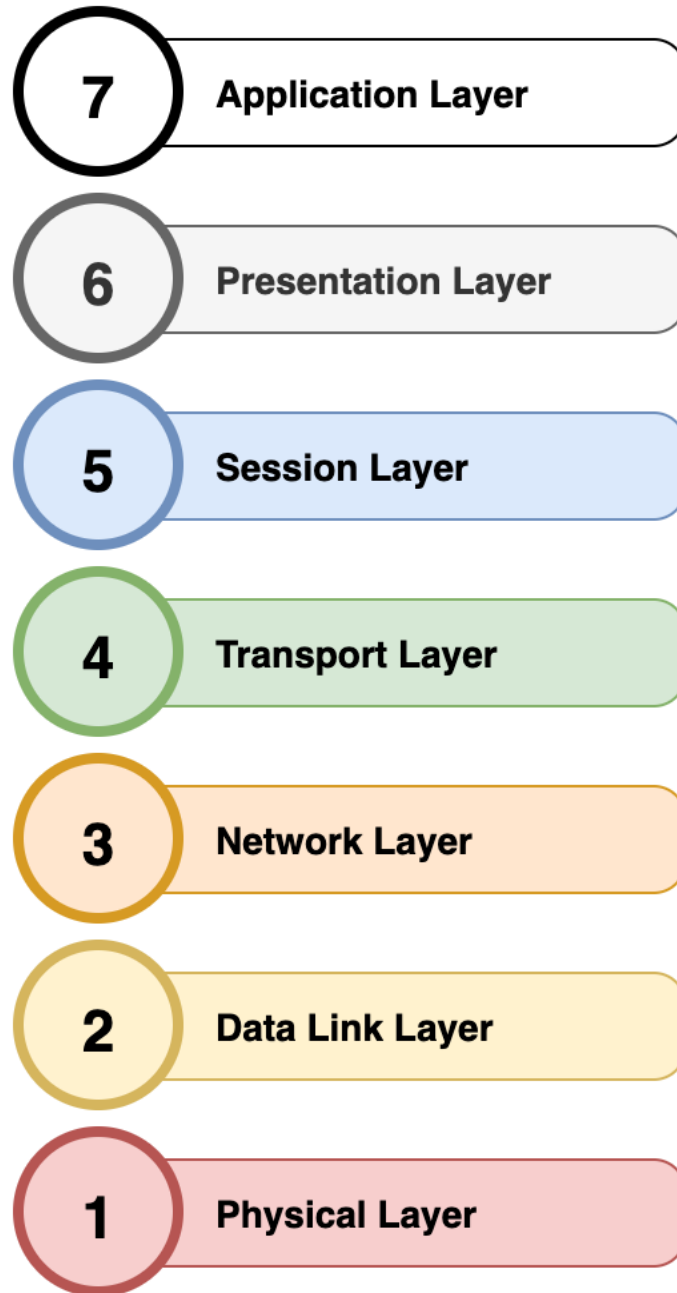 7 Application Layer
6 Presentation Layer
5 Session Layer
4 Transport Layer
3 Network Layer
2 Data Link Layer
1 Physical Layer